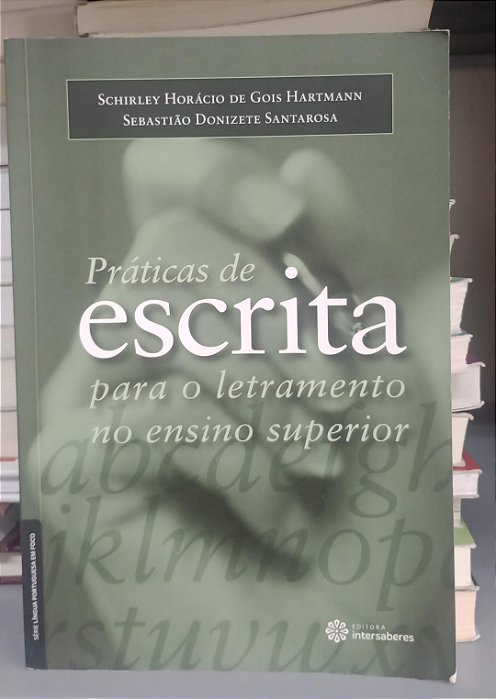 SCHIRLEY HORÁCIO DE GOIS HARTMANN
SEBASTIÃO DONIZETE SANTAROSA
Práticas de
escrita
para o letramento
no ensino superior
abcdefgh
ijklmnop
stuvwxx
SÉRIE LÍNGUA PORTUGUESA EM FOCO
EDITORA
intersaberes